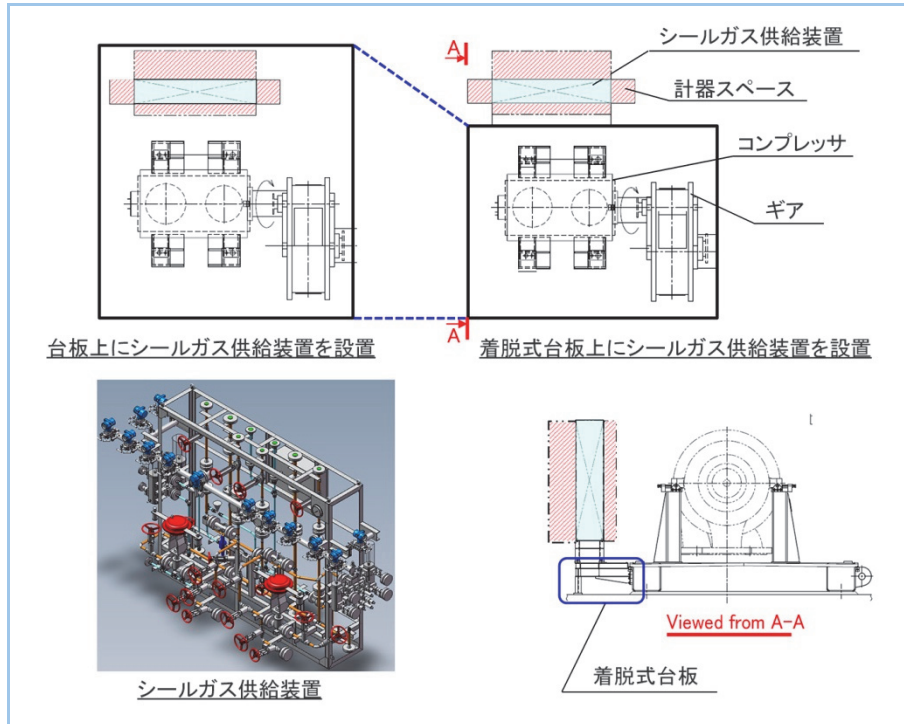 A
シールガス供給装置
計器スペース
コンプレッサ
ギア
A
台板上にシールガス供給装置を設置
着脱式台板上にシールガス供給装置を設置
シールガス供給装置
Viewed from A-A
着脱式台板